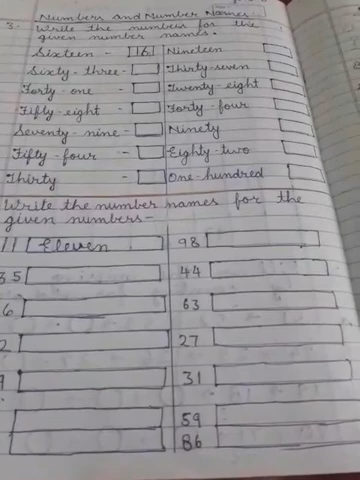 Numbers and Number Names
3. Write the numbers for the
given number names.
Sixteen - 16 Nineteen
Sixty-three - Thirty-seven
Forty-one - Twenty eight
Fifty-eight - Forty-four
Seventy-nine - Ninety
Fifty-four - Eighty-two
Thirty - One-hundred
Write the number names for the
given numbers-
11 Eleven 98
35 44
6 63
2 27
31
59
86